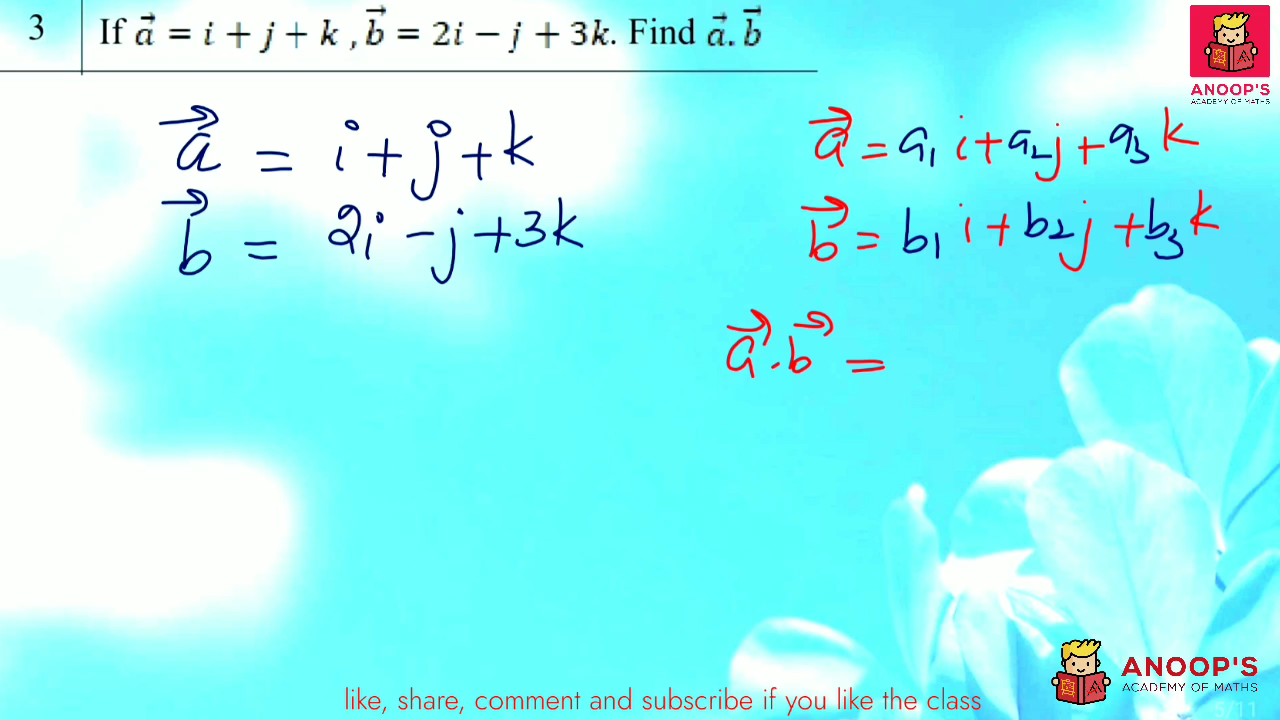 3 If a⃗ = i + j + k , b⃗ = 2i − j + 3k. Find a⃗. b⃗
ANOOP'S
ACADEMY OF MATHS
a⃗ = i + j + k
b⃗ = 2i - j + 3k
a⃗ = a₁ i + a₂ j + a₃ k
b⃗ = b₁ i + b₂ j + b₃ k
a⃗ . b⃗ =
ANOOP'S
ACADEMY OF MATHS
like, share, comment and subscribe if you like the class
5/11